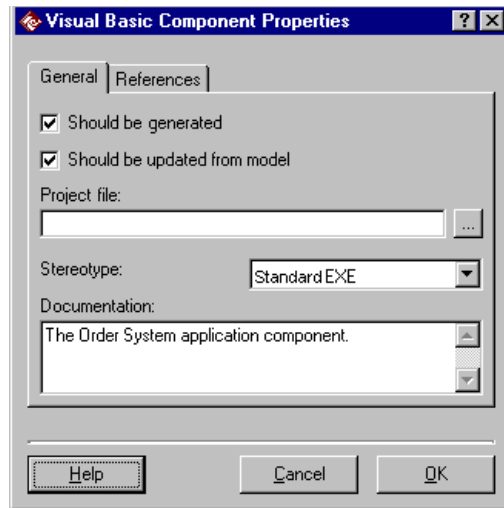 Visual Basic Component Properties
General References
Should be generated
Should be updated from model
Project file:
...
Stereotype: Standard EXE
Documentation:
The Order System application component.
Help Cancel OK